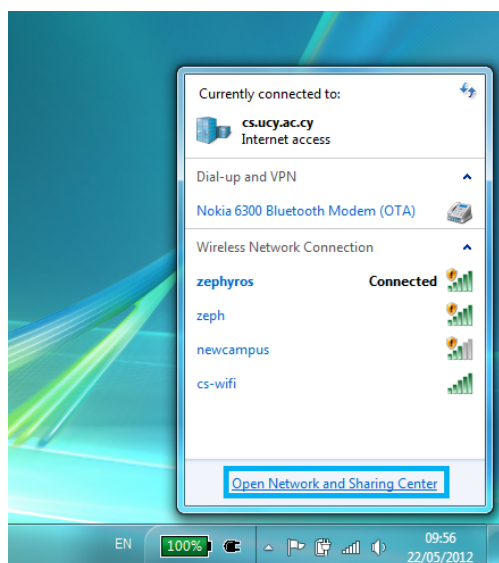 Currently connected to:
cs.ucy.ac.cy
Internet access
Dial-up and VPN
Nokia 6300 Bluetooth Modem (OTA)
Wireless Network Connection
zephyros Connected
zeph
newcampus
cs-wifi
Open Network and Sharing Center
EN 100% 09:56
22/05/2012